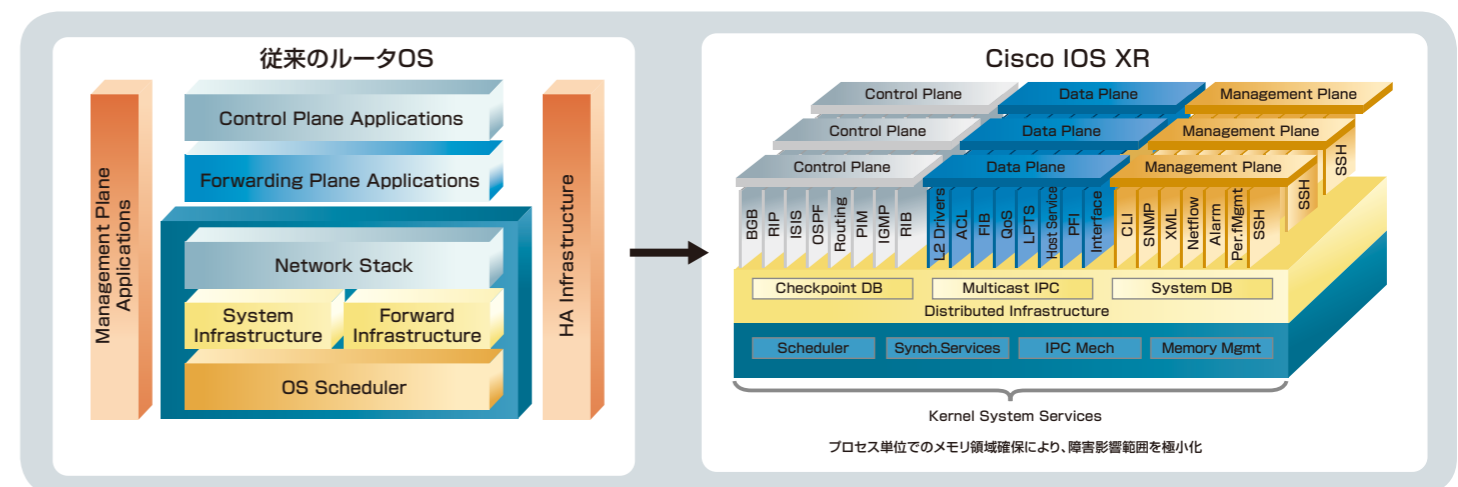 従来のルータOS
Management Plane
Applications
Control Plane Applications
Forwarding Plane Applications
Network Stack
System
Infrastructure
Forward
Infrastructure
OS Scheduler
HA Infrastructure
Cisco IOS XR
Control Plane
Data Plane
Management Plane
Control Plane
Data Plane
Management Plane
Control Plane
Data Plane
Management Plane
BGB
RIP
ISIS
OSPF
Routing
PIM
IGMP
RIB
L2 Drivers
ACL
FIB
QoS
LPTS
Host Service
PFI
Interface
CLI
SNMP
XML
Netflow
Alarm
Per.fMgmt
SSH
SSH
SSH
Checkpoint DB
Multicast IPC
System DB
Distributed Infrastructure
Scheduler
Synch.Services
IPC Mech
Memory Mgmt
Kernel System Services
プロセス単位でのメモリ領域確保により、障害影響範囲を極小化